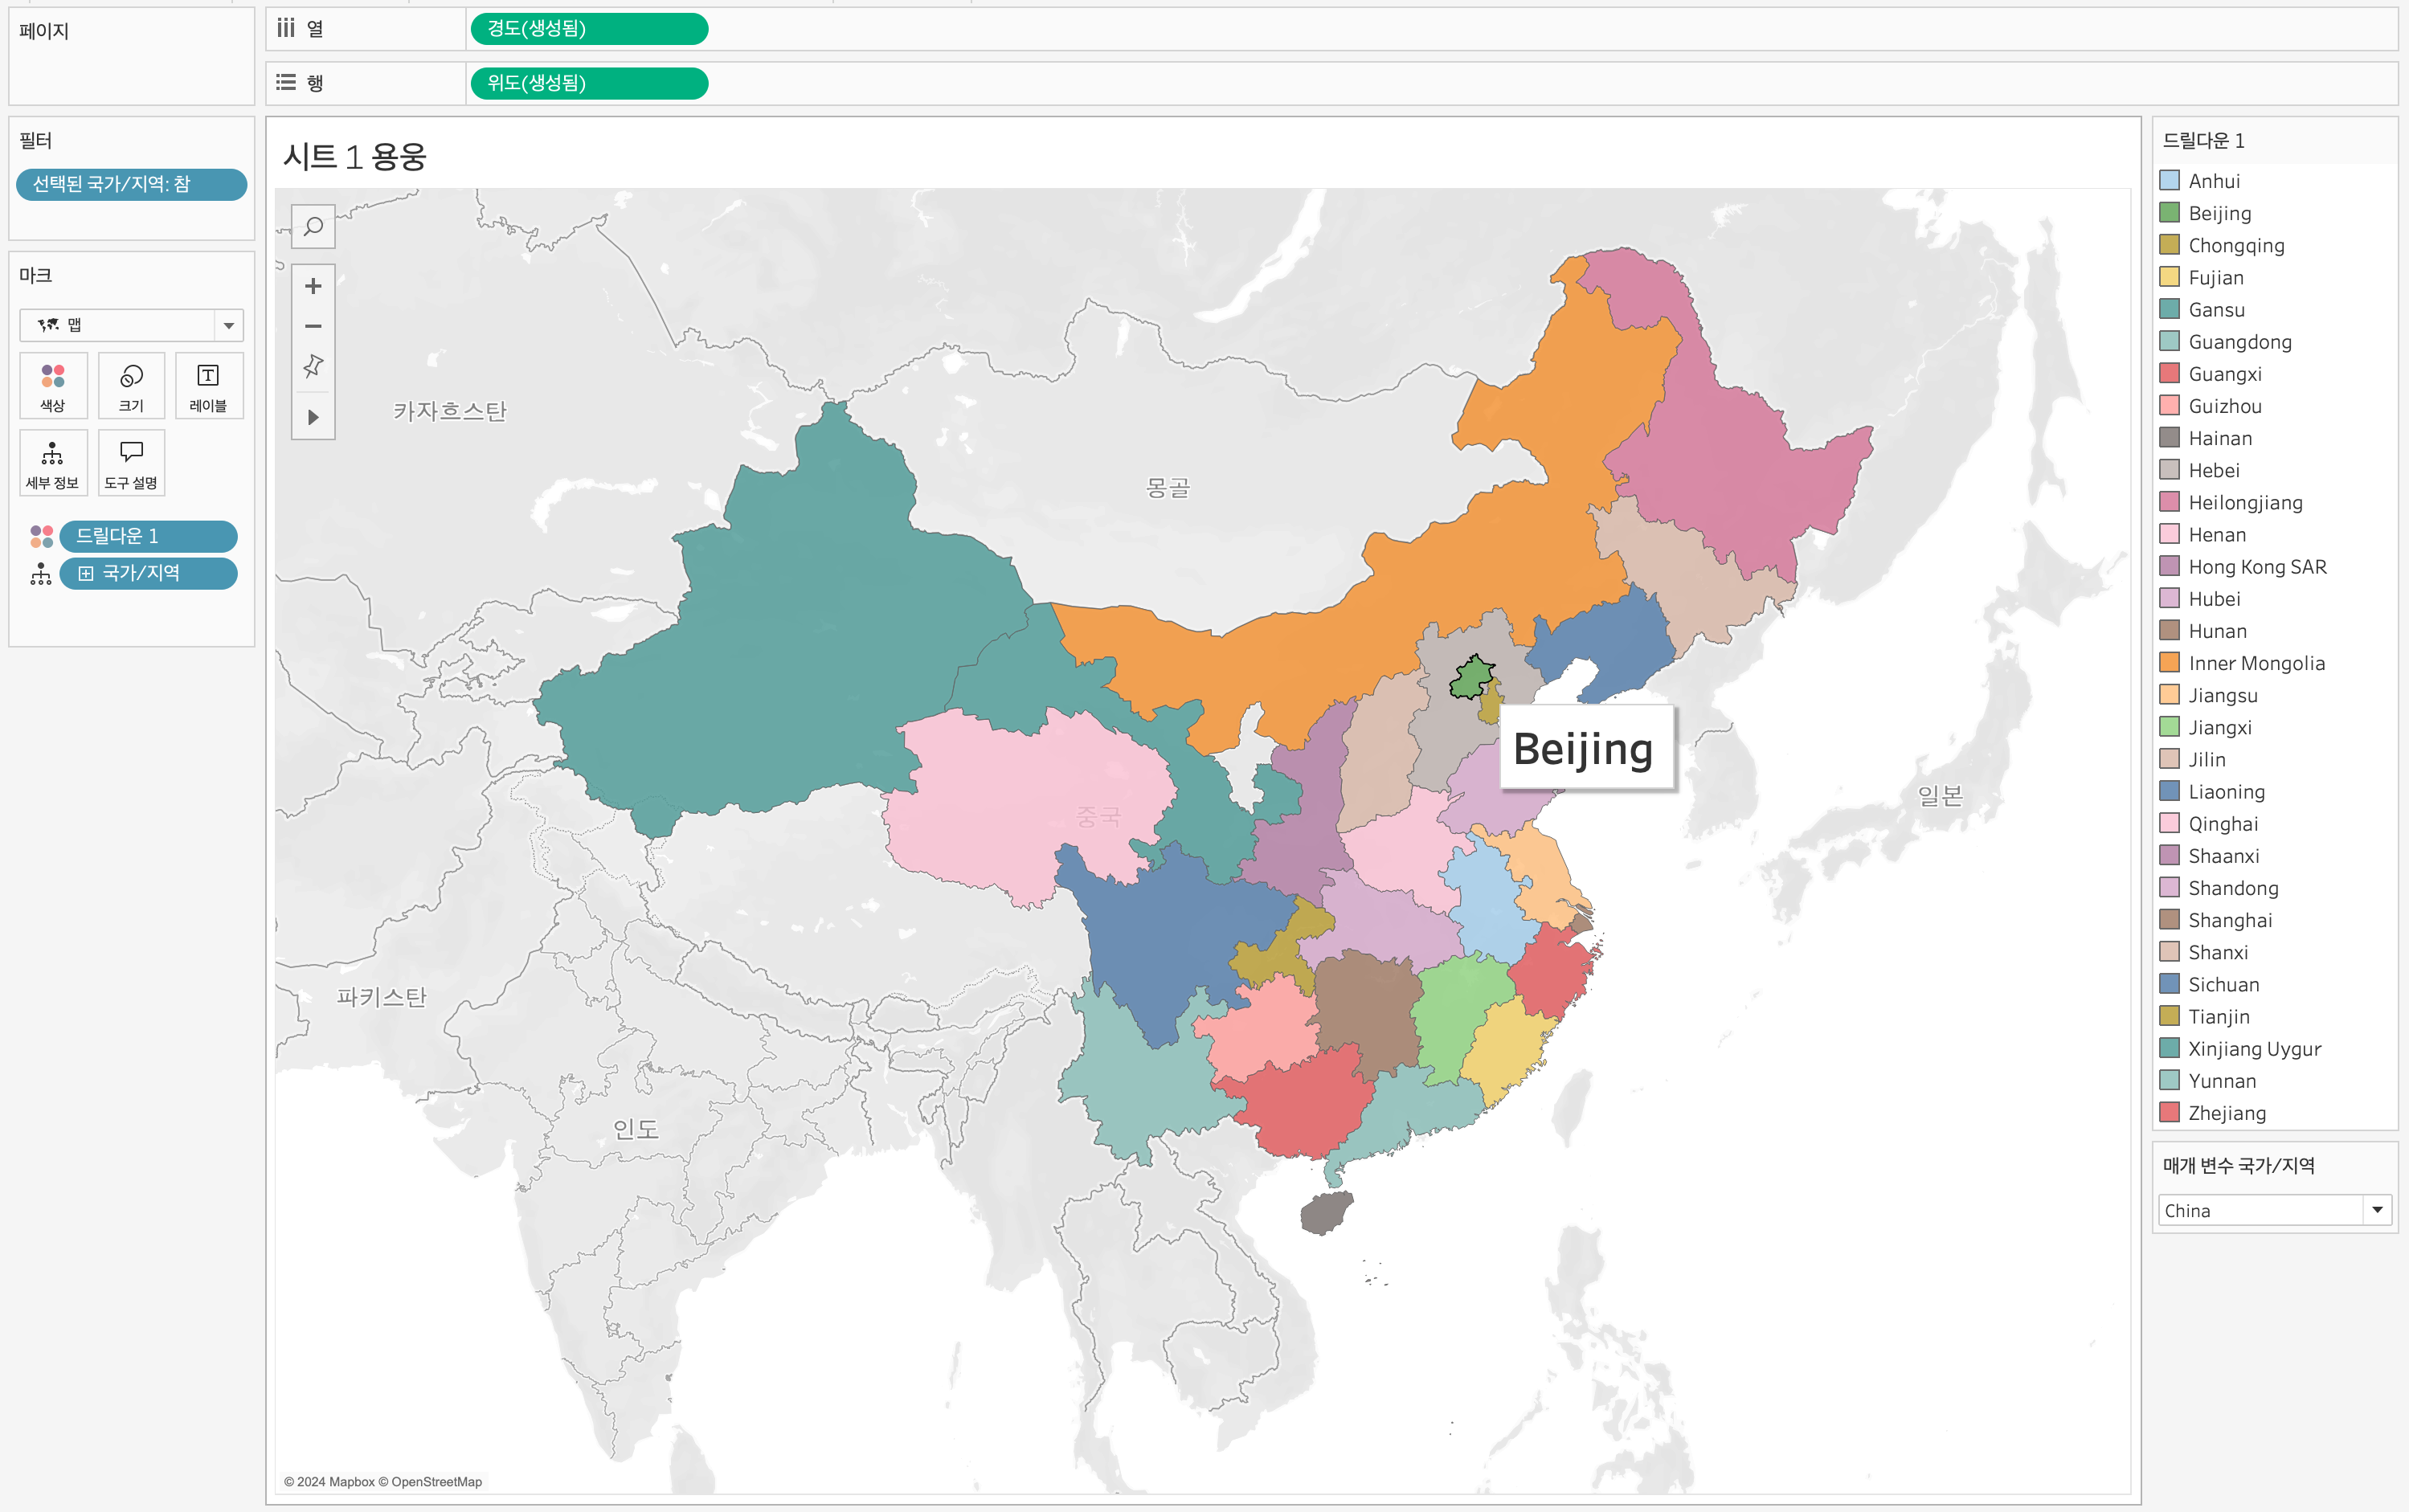 페이지
열
경도(생성됨)
행
위도(생성됨)
필터
선택된 국가/지역: 참
마크
맵
색상
크기
레이블
세부 정보
도구 설명
드릴다운 1
국가/지역
시트 1 용웅
카자흐스탄
몽골
중국
일본
파키스탄
인도
Beijing
© 2024 Mapbox © OpenStreetMap
드릴다운 1
Anhui
Beijing
Chongqing
Fujian
Gansu
Guangdong
Guangxi
Guizhou
Hainan
Hebei
Heilongjiang
Henan
Hong Kong SAR
Hubei
Hunan
Inner Mongolia
Jiangsu
Jiangxi
Jilin
Liaoning
Qinghai
Shaanxi
Shandong
Shanghai
Shanxi
Sichuan
Tianjin
Xinjiang Uygur
Yunnan
Zhejiang
매개 변수 국가/지역
China